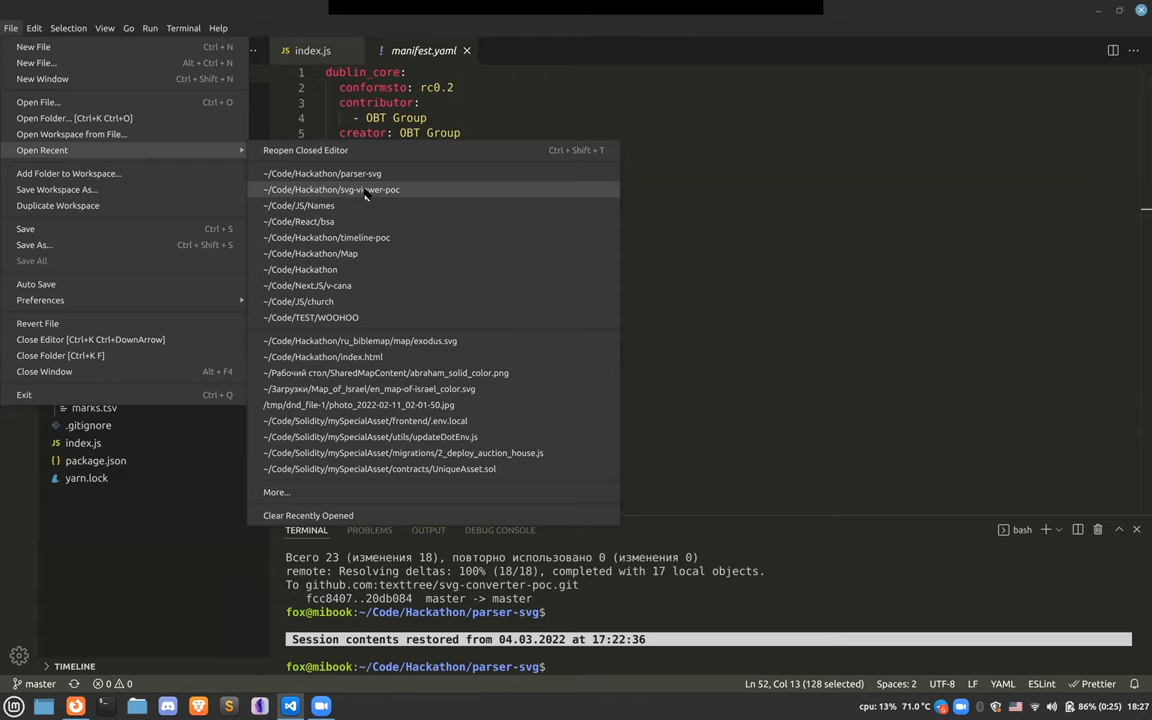 File Edit Selection View Go Run Terminal Help
New File Ctrl + N
New File... Alt + Ctrl + N
New Window Ctrl + Shift + N
Open File... Ctrl + O
Open Folder... [Ctrl+K Ctrl+O]
Open Workspace from File...
Open Recent
Add Folder to Workspace...
Save Workspace As...
Duplicate Workspace
Save Ctrl + S
Save As... Ctrl + Shift + S
Save All
Auto Save
Preferences
Revert File
Close Editor [Ctrl+K Ctrl+DownArrow]
Close Folder [Ctrl+K F]
Close Window Alt + F4
Exit Ctrl + Q
marks.tsv
.gitignore
JS index.js
{} package.json
yarn.lock
TIMELINE
Reopen Closed Editor Ctrl + Shift + T
~/Code/Hackathon/parser-svg
~/Code/Hackathon/svg-viewer-poc
~/Code/JS/Names
~/Code/React/bsa
~/Code/Hackathon/timeline-poc
~/Code/Hackathon/Map
~/Code/Hackathon
~/Code/NextJS/v-cana
~/Code/JS/church
~/Code/TEST/WOOHOO
~/Code/Hackathon/ru_biblemap/map/exodus.svg
~/Code/Hackathon/index.html
~/Рабочий стол/SharedMapContent/abraham_solid_color.png
~/Загрузки/Map_of_Israel/en_map-of-israel_color.svg
/tmp/dnd_file-1/photo_2022-02-11_02-01-50.jpg
~/Code/Solidity/mySpecialAsset/frontend/.env.local
~/Code/Solidity/mySpecialAsset/utils/updateDotEnv.js
~/Code/Solidity/mySpecialAsset/migrations/2_deploy_auction_house.js
~/Code/Solidity/mySpecialAsset/contracts/UniqueAsset.sol
More...
Clear Recently Opened
... JS index.js ! manifest.yaml
1 dublin_core:
2 conformsto: rc0.2
3 contributor:
4 - OBT Group
5 creator: OBT Group
TERMINAL PROBLEMS OUTPUT DEBUG CONSOLE bash
Всего 23 (изменения 18), повторно использовано 0 (изменения 0)
remote: Resolving deltas: 100% (18/18), completed with 17 local objects.
To github.com:texttree/svg-converter-poc.git
fcc8407..20db084 master -> master
fox@mibook:~/Code/Hackathon/parser-svg$
Session contents restored from 04.03.2022 at 17:22:36
fox@mibook:~/Code/Hackathon/parser-svg$
master 0 0 Ln 52, Col 13 (128 selected) Spaces: 2 UTF-8 LF YAML ESLint Prettier
cpu: 13% 71.0°C 6 86% (0:25) 18:27